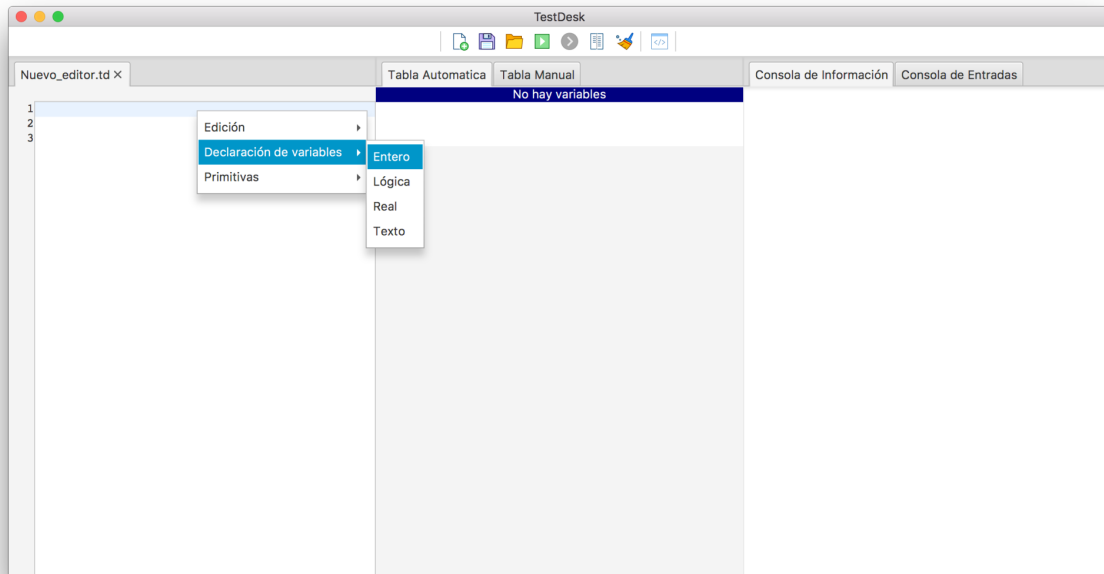 TestDesk
Nuevo_editor.td ×
Tabla Automatica
Tabla Manual
Consola de Información
Consola de Entradas
No hay variables
1
2
3
Edición
Declaración de variables
Primitivas
Entero
Lógica
Real
Texto